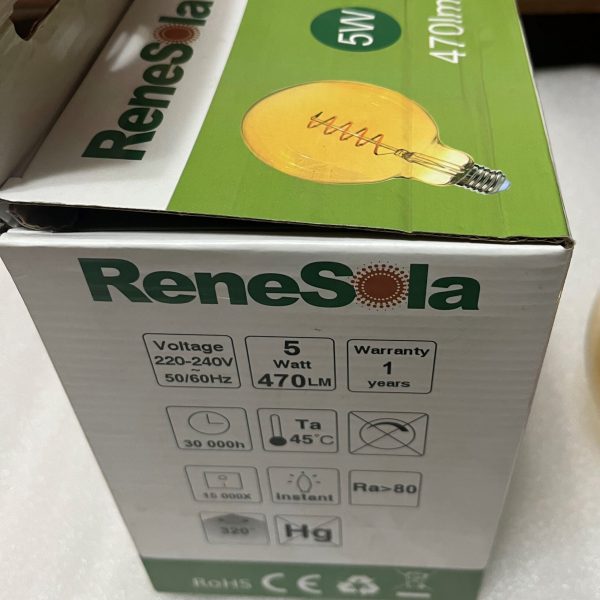 ReneSola
5W
470lm
ReneSola
Voltage
220-240V
~
50/60Hz
5
Watt
470LM
Warranty
1
years
30 000h
Ta
45°C
15 000X
instant
Ra>80
320°
Hg
RoHS CE